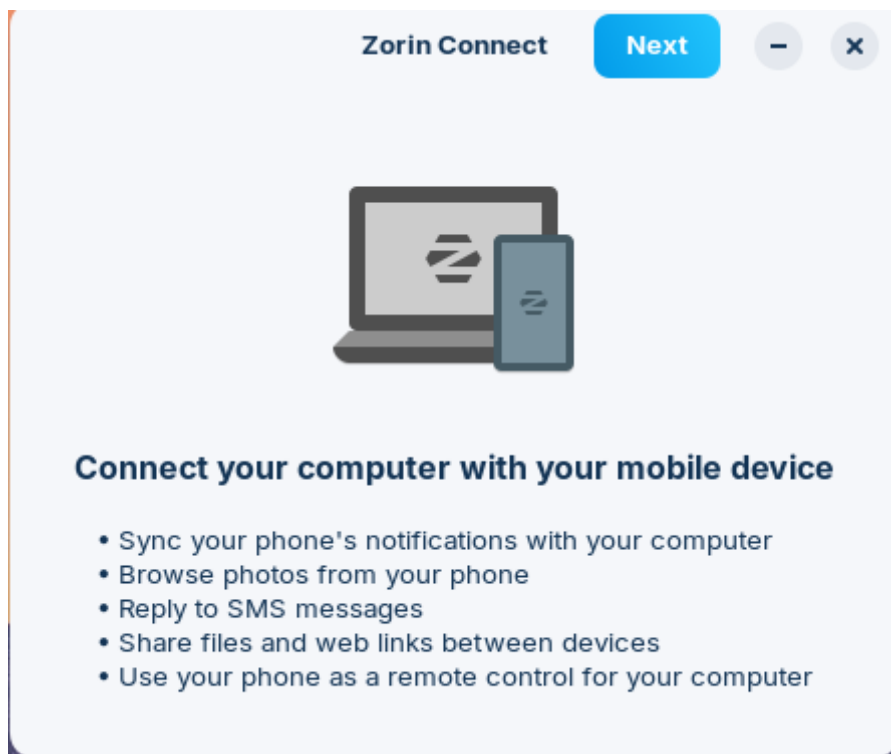 Zorin Connect Next
Connect your computer with your mobile device
• Sync your phone's notifications with your computer
• Browse photos from your phone
• Reply to SMS messages
• Share files and web links between devices
• Use your phone as a remote control for your computer